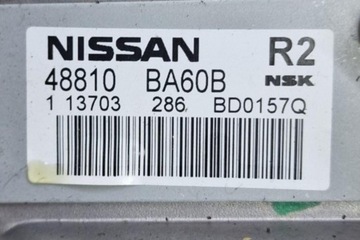 NISSAN R2
48810 BA60B NSK
1 13703 286 BD0157Q